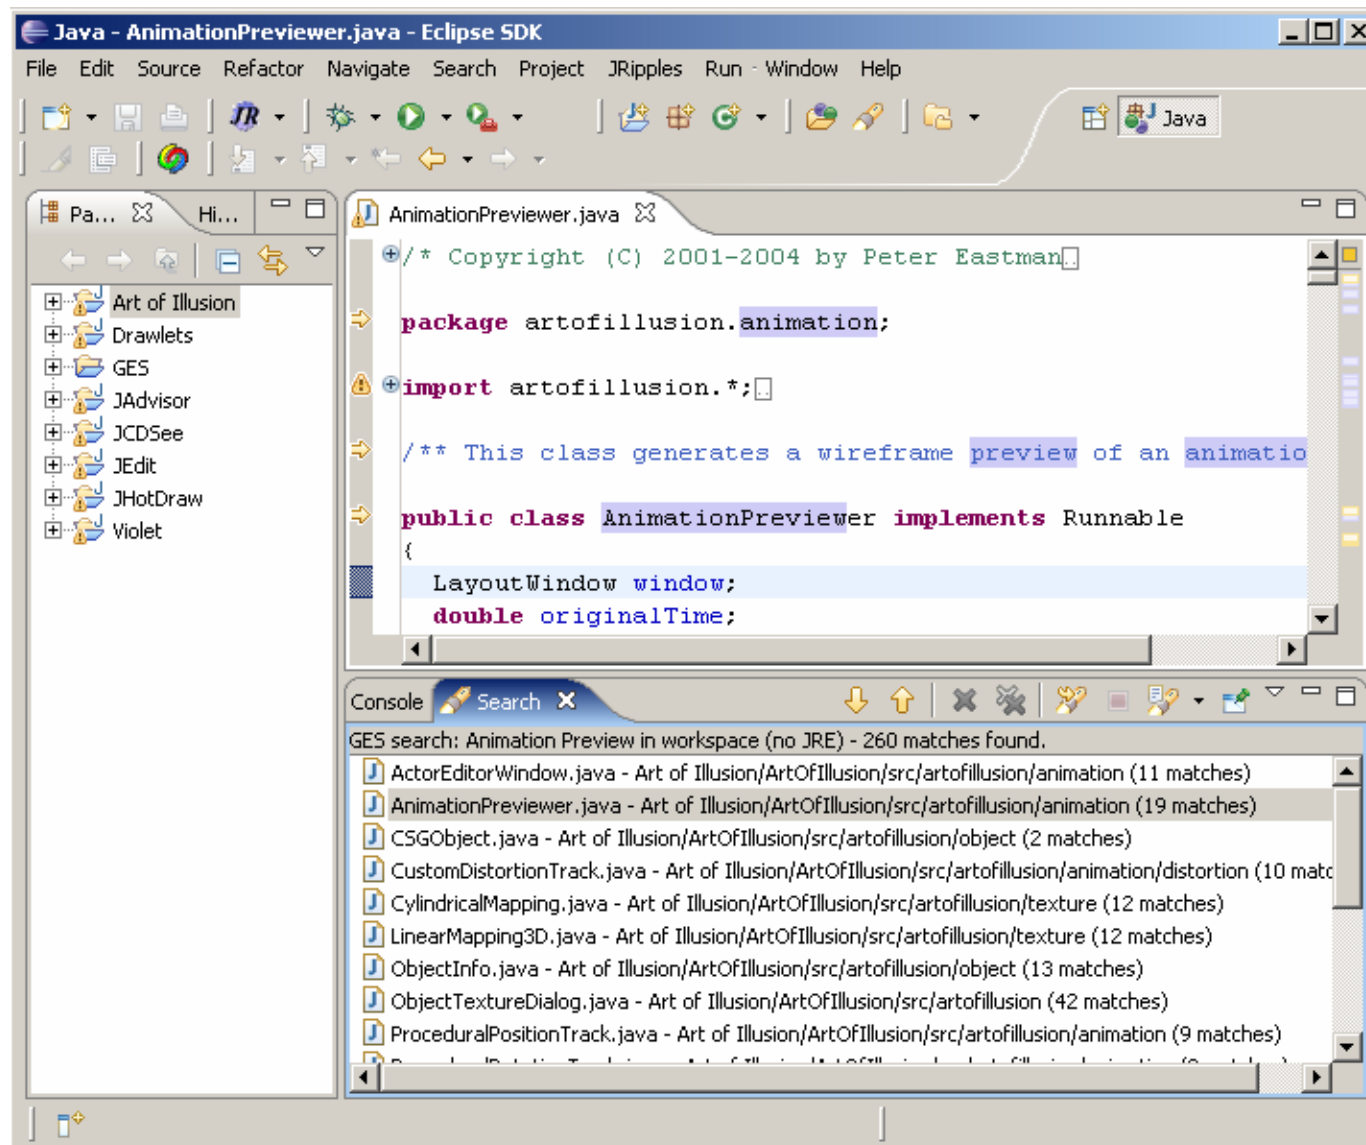 Java - AnimationPreviewer.java - Eclipse SDK
File Edit Source Refactor Navigate Search Project JRipples Run Window Help
Java
Pa... Hi...
Art of Illusion
Drawlets
GES
JAdvisor
JCDSee
JEdit
JHotDraw
Violet
AnimationPreviewer.java
/* Copyright (C) 2001-2004 by Peter Eastman
package artofillusion.animation;
import artofillusion.*;
/** This class generates a wireframe preview of an animatio
public class AnimationPreviewer implements Runnable
{
LayoutWindow window;
double originalTime;
Console Search
GES search: Animation Preview in workspace (no JRE) - 260 matches found.
ActorEditorWindow.java - Art of Illusion/ArtOfIllusion/src/artofillusion/animation (11 matches)
AnimationPreviewer.java - Art of Illusion/ArtOfIllusion/src/artofillusion/animation (19 matches)
CSGObject.java - Art of Illusion/ArtOfIllusion/src/artofillusion/object (2 matches)
CustomDistortionTrack.java - Art of Illusion/ArtOfIllusion/src/artofillusion/animation/distortion (10 matc
CylindricalMapping.java - Art of Illusion/ArtOfIllusion/src/artofillusion/texture (12 matches)
LinearMapping3D.java - Art of Illusion/ArtOfIllusion/src/artofillusion/texture (12 matches)
ObjectInfo.java - Art of Illusion/ArtOfIllusion/src/artofillusion/object (13 matches)
ObjectTextureDialog.java - Art of Illusion/ArtOfIllusion/src/artofillusion (42 matches)
ProceduralPositionTrack.java - Art of Illusion/ArtOfIllusion/src/artofillusion/animation (9 matches)